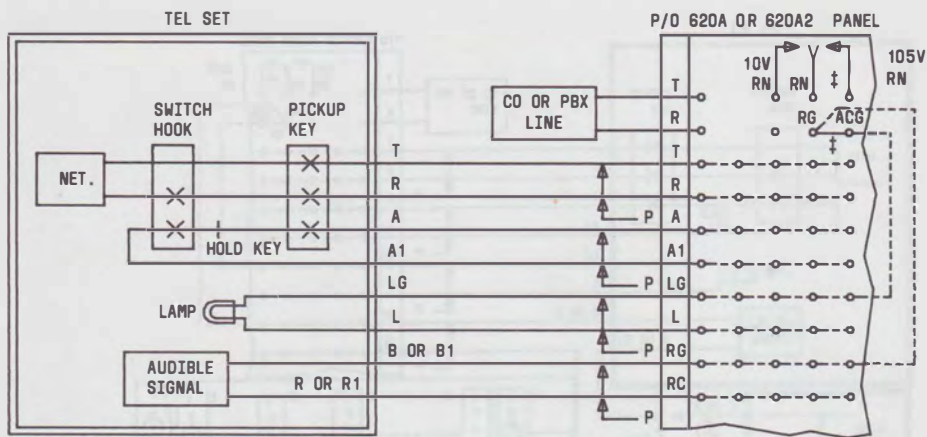 TEL SET
P/O 620A OR 620A2 PANEL
10V
RN
RN
‡
105V
RN
CO OR PBX
LINE
T
R
RG
ACG
‡
SWITCH
HOOK
PICKUP
KEY
NET.
T
T
R
R
P
A
A
HOLD KEY
A1
A1
LG
P
LG
LAMP
L
L
B OR B1
P
RG
AUDIBLE
SIGNAL
R OR R1
RC
P